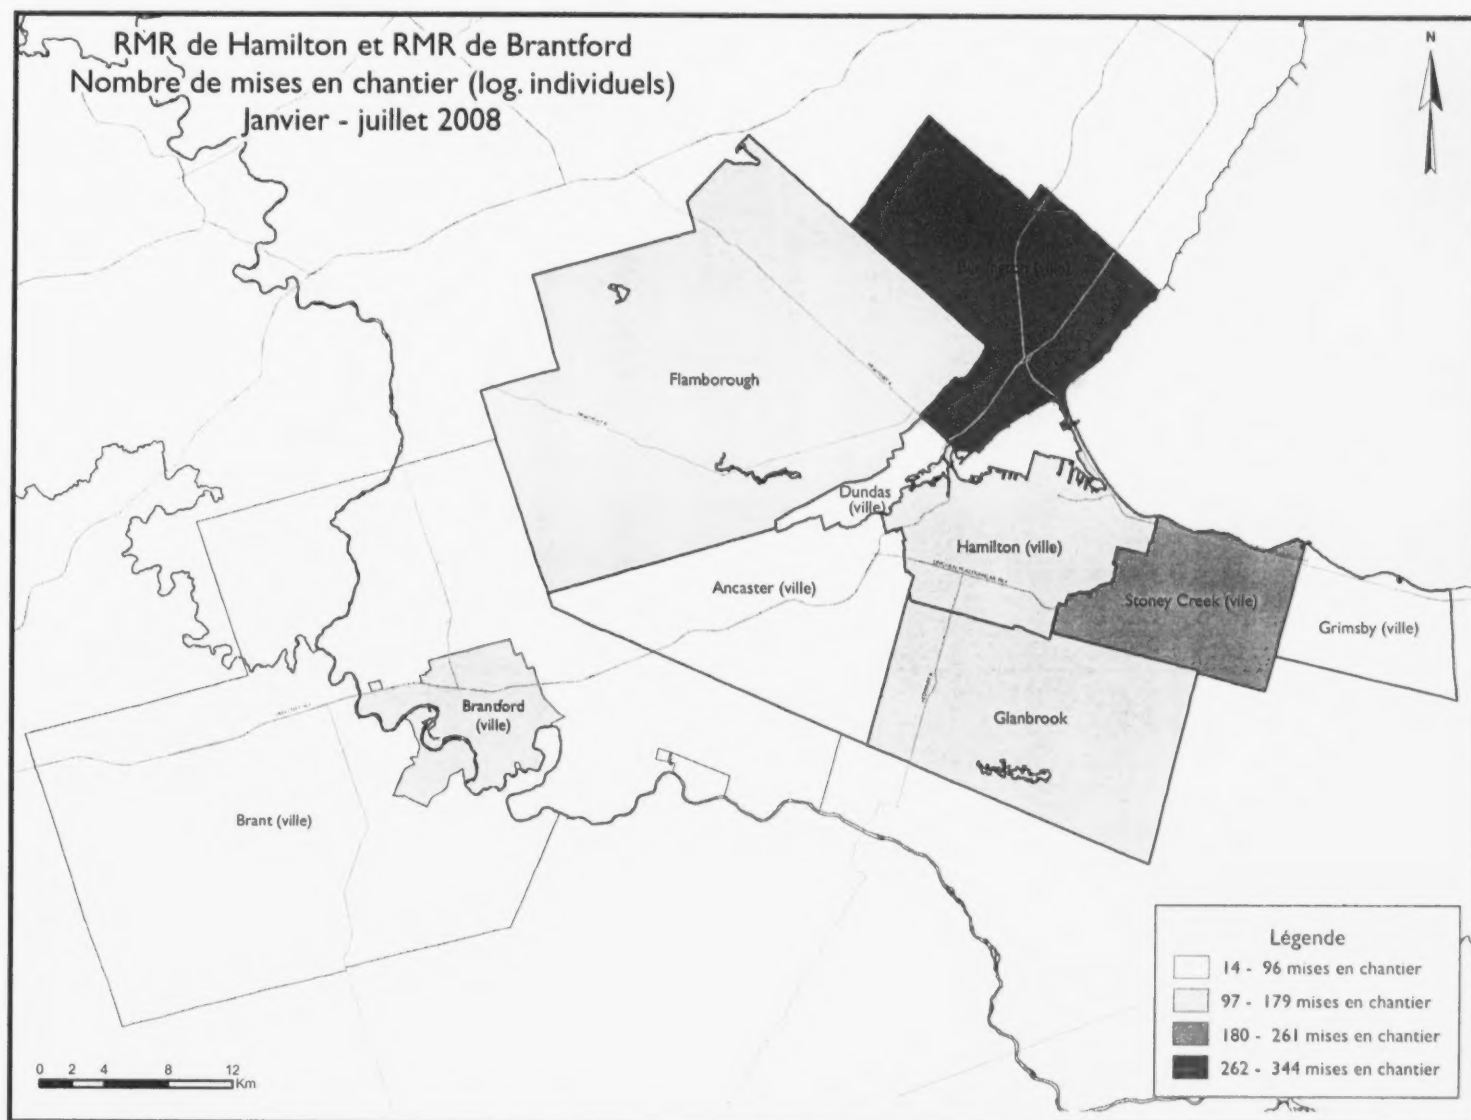 RMR de Hamilton et RMR de Brantford
Nombre de mises en chantier (log. individuels)
Janvier - juillet 2008
N
Burlington (ville)
Flamborough
Dundas
(ville)
Hamilton (ville)
Ancaster (ville)
Stoney Creek (ville)
Grimsby (ville)
Brantford
(ville)
Glanbrook
Brant (ville)
Légende
14 - 96 mises en chantier
97 - 179 mises en chantier
180 - 261 mises en chantier
262 - 344 mises en chantier
0 2 4 8 12
Km